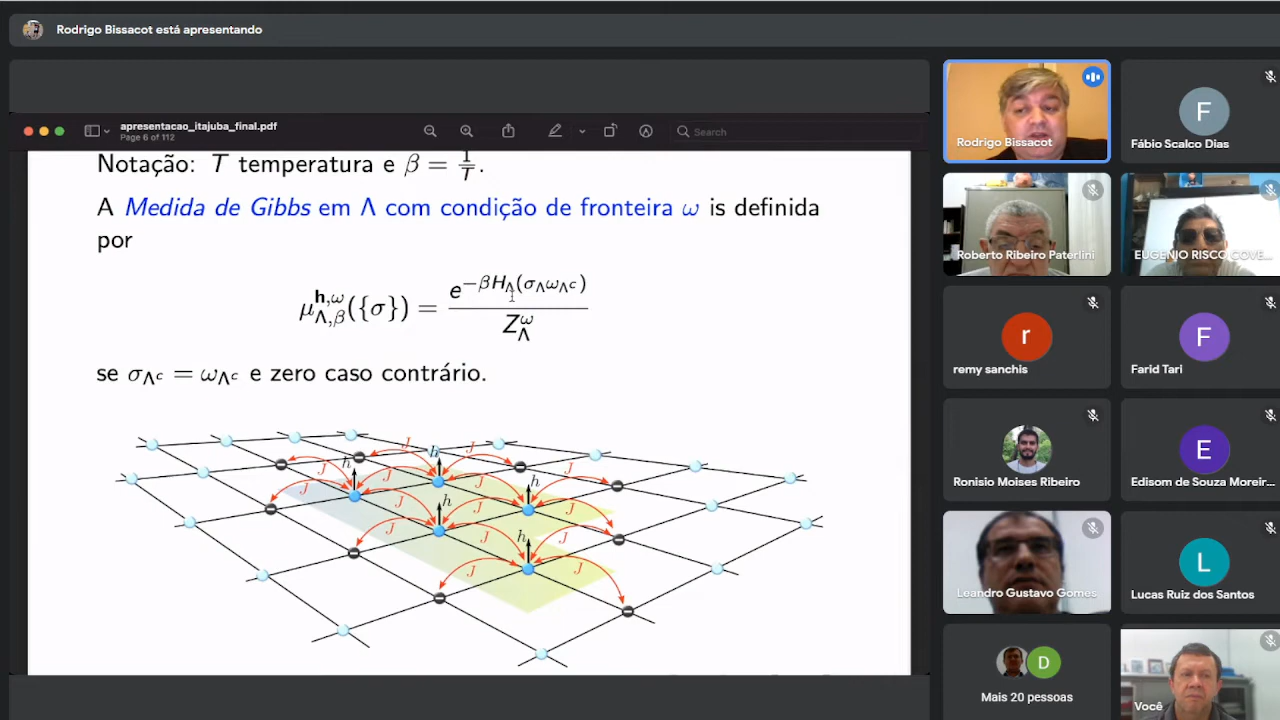 Rodrigo Bissacot está apresentando
apresentacao_itajuba_final.pdf
Page 6 of 112
Search
Notação: T temperatura e β = 1/T.
A Medida de Gibbs em Λ com condição de fronteira ω is definida
por
μ^{h,ω}_{Λ,β}({σ}) = e^{−βH_Λ(σ_Λω_{Λ^c})} / Z^ω_Λ
se σ_{Λ^c} = ω_{Λ^c} e zero caso contrário.
J J
h J h J J
J J J h J
J h J J
J J h J
J J
Rodrigo Bissacot
F
Fábio Scalco Dias
Roberto Ribeiro Paterlini
EUGENIO RISCO COVE...
r
remy sanchis
F
Farid Tari
Ronisio Moises Ribeiro
E
Edisom de Souza Moreir...
Leandro Gustavo Gomes
L
Lucas Ruiz dos Santos
D
Mais 20 pessoas
Você